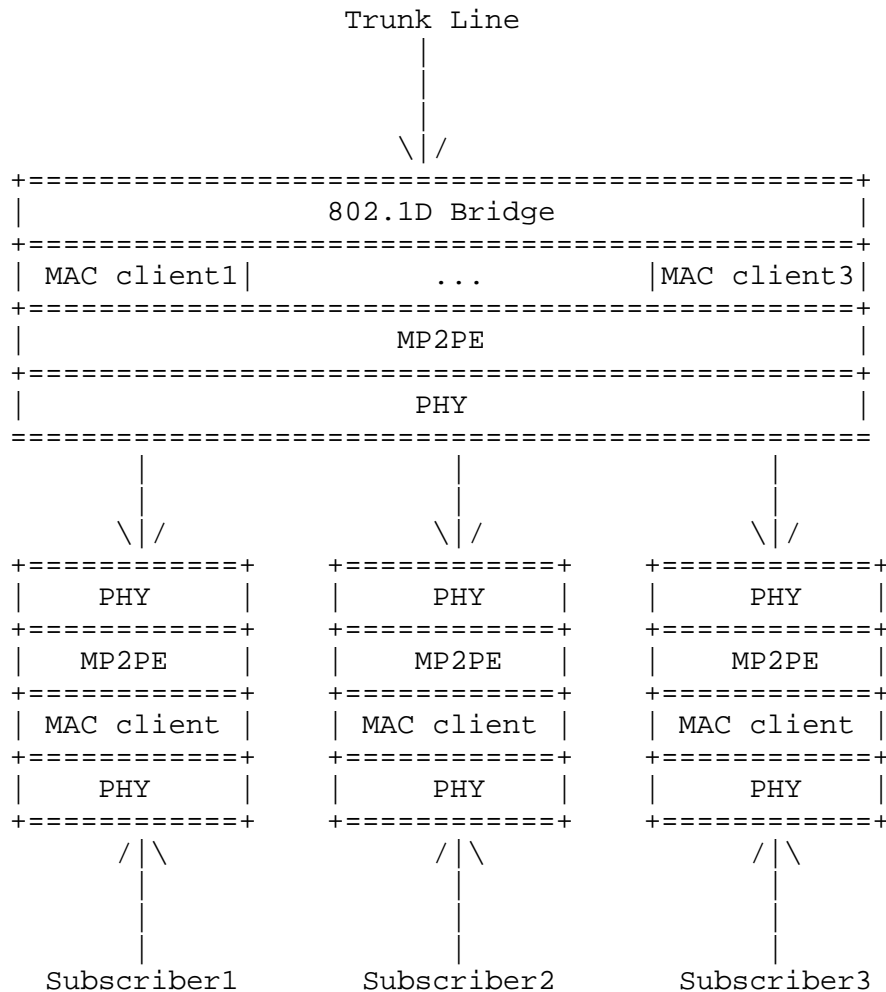 Trunk Line
|
|
|
|
\|/
+===============================================+
|                 802.1D Bridge                 |
+===============================================+
| MAC client1|          ...         |MAC client3|
+===============================================+
|                     MP2PE                     |
+===============================================+
|                      PHY                      |
=================================================
       |                 |                 |
       |                 |                 |
      \|/               \|/               \|/
+============+    +============+    +============+
|    PHY     |    |     PHY    |    |     PHY    |
+============+    +============+    +============+
|   MP2PE    |    |    MP2PE   |    |    MP2PE   |
+============+    +============+    +============+
| MAC client |    | MAC client |    | MAC client |
+============+    +============+    +============+
|    PHY     |    |     PHY    |    |     PHY    |
+============+    +============+    +============+
      /|\               /|\               /|\
       |                 |                 |
       |                 |                 |
       |                 |                 |
       |                 |                 |
  Subscriber1       Subscriber2       Subscriber3